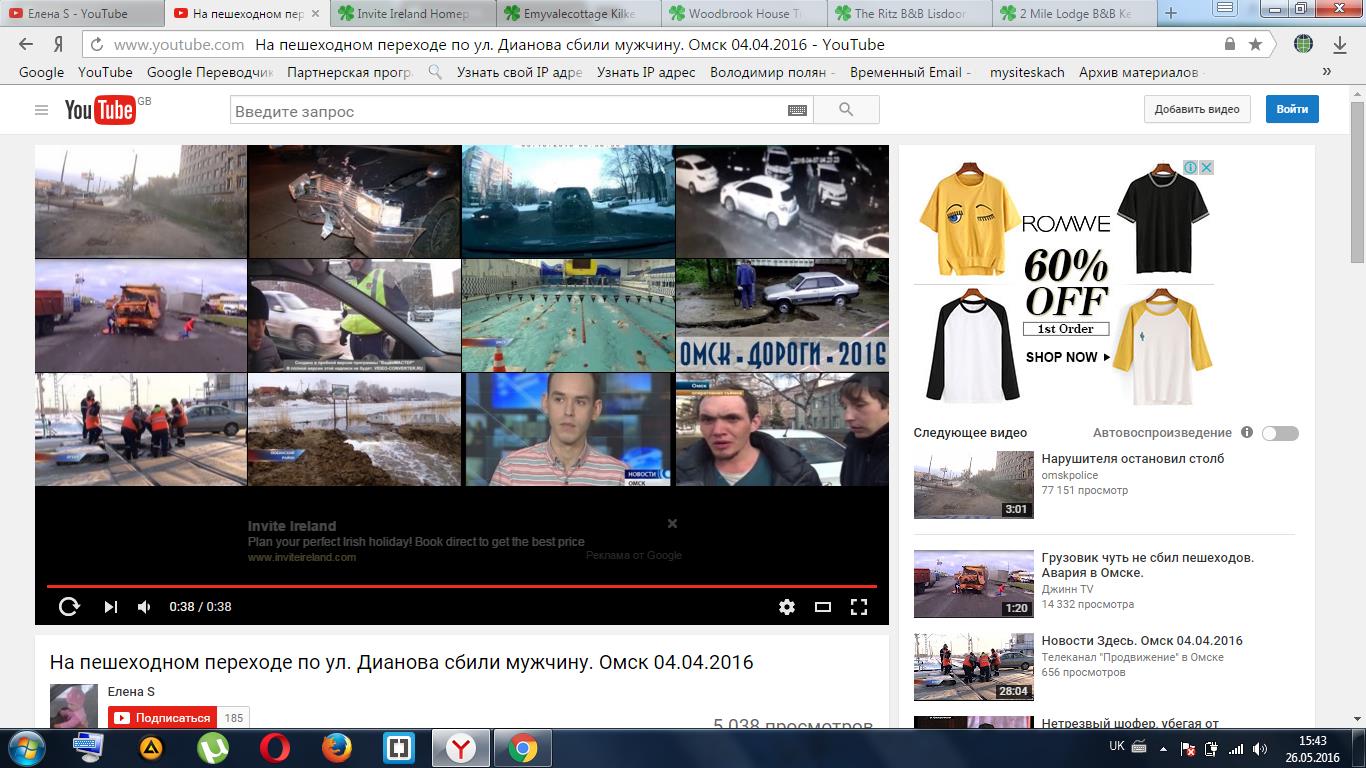 Елена S - YouTube
На пешеходном пер
Invite Ireland Homep
Emyvalecottage Kilke
Woodbrook House T
The Ritz B&B Lisdoor
2 Mile Lodge B&B Ke
www.youtube.com На пешеходном переходе по ул. Дианова сбили мужчину. Омск 04.04.2016 - YouTube
Google YouTube Google Переводчик Партнерская прогр Узнать свой IP адре Узнать IP адрес Володимир полян - Временный Email - mysiteskach Архив материалов -
YouTube GB
Введите запрос
Добавить видео
Войти
ОМСК - ДОРОГИ - 2016
НОВОСТИ
ОМСК
Омск
Invite Ireland
Plan your perfect Irish holiday! Book direct to get the best price
www.inviteireland.com
Реклама от Google
0:38 / 0:38
ROMWE
60%
OFF
1st Order
SHOP NOW
Следующее видео
Автовоспроизведение
Нарушителя остановил столб
omskpolice
77 151 просмотр
3:01
Грузовик чуть не сбил пешеходов.
Авария в Омске.
Джинн TV
14 332 просмотра
1:20
Новости Здесь. Омск 04.04.2016
Телеканал "Продвижение" в Омске
656 просмотров
28:04
Нетрезвый шофер, убегая от
На пешеходном переходе по ул. Дианова сбили мужчину. Омск 04.04.2016
Елена S
Подписаться
185
5 038 просмотров
UK
15:43
26.05.2016